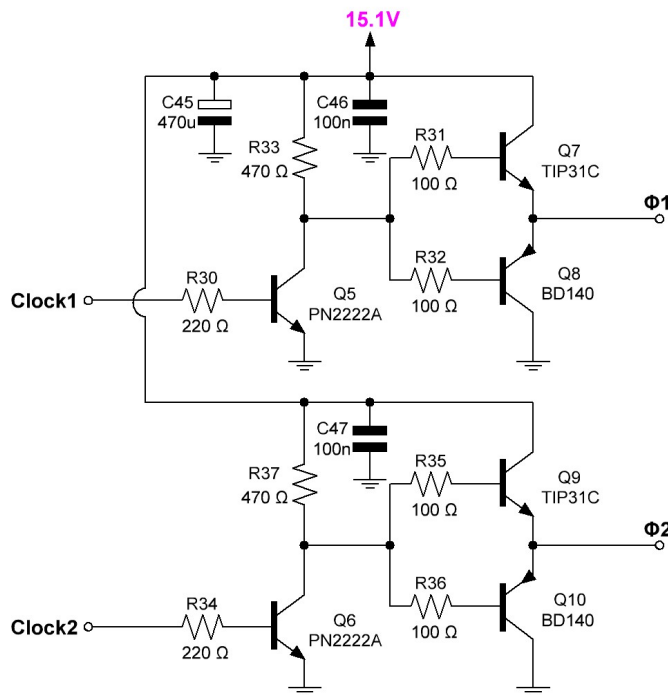 15.1V
C45
470u
C46
100n
R33
470 Ω
R31
100 Ω
Q7
TIP31C
Φ1
R32
100 Ω
Q8
BD140
Clock1
R30
220 Ω
Q5
PN2222A
C47
100n
R37
470 Ω
R35
100 Ω
Q9
TIP31C
Φ2
R36
100 Ω
Q10
BD140
Clock2
R34
220 Ω
Q6
PN2222A